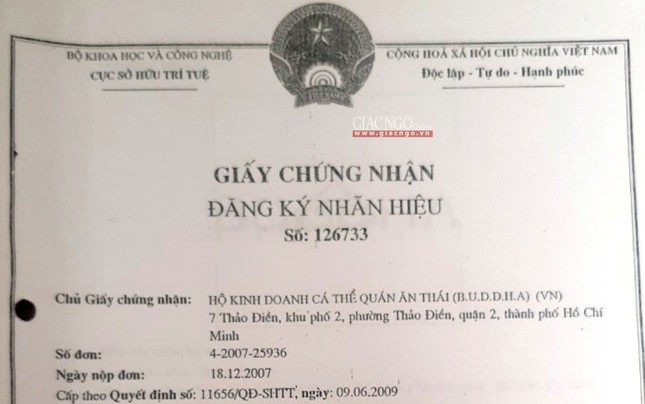 BỘ KHOA HỌC VÀ CÔNG NGHỆ
CỤC SỞ HỮU TRÍ TUỆ
CỘNG HOÀ XÃ HỘI CHỦ NGHĨA VIỆT NAM
Độc lập - Tự do - Hạnh phúc
GIACNGO
www.giacngo.vn
GIẤY CHỨNG NHẬN
ĐĂNG KÝ NHÃN HIỆU
Số: 126733
Chủ Giấy chứng nhận: HỘ KINH DOANH CÁ THỂ QUÁN ĂN THÁI (B.U.D.D.H.A) (VN)
7 Thảo Điền, khu phố 2, phường Thảo Điền, quận 2, thành phố Hồ Chí
Minh
Số đơn: 4-2007-25936
Ngày nộp đơn: 18.12.2007
Cấp theo Quyết định số: 11656/QĐ-SHTT, ngày: 09.06.2009